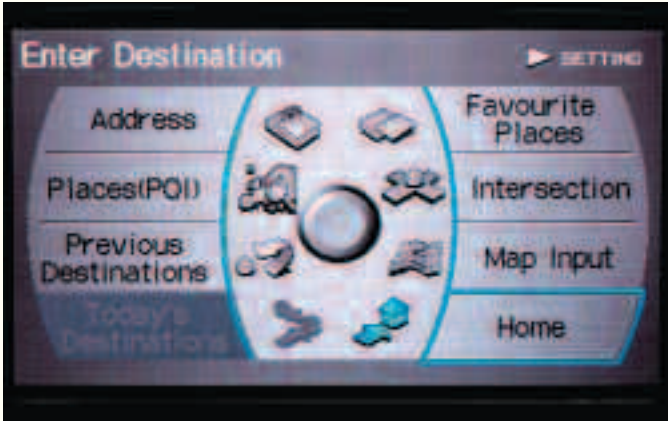 Enter Destination
SETTING
Address
Places(POI)
Previous
Destinations
Today's
Destinations
Favourite
Places
Intersection
Map Input
Home